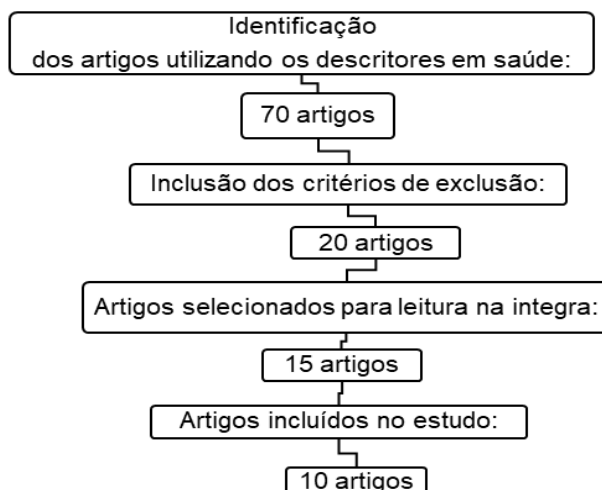 Identificação
dos artigos utilizando os descritores em saúde:
70 artigos
Inclusão dos critérios de exclusão:
20 artigos
Artigos selecionados para leitura na integra:
15 artigos
Artigos incluídos no estudo:
10 artigos